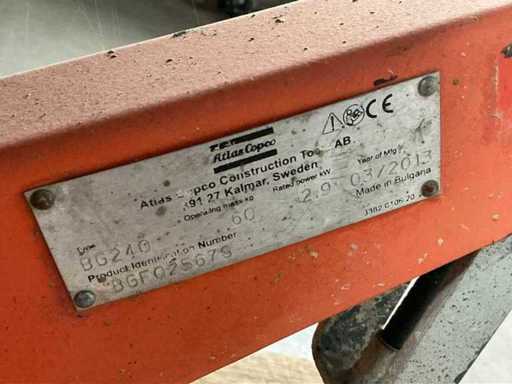 Atlas Copco
CE
Atlas Copco Construction Tools AB
391 27 Kalmar, Sweden
Operating mass kg
Rated power kW
Year of Mfg
60
2.9
03/2013
Type
BG240
Made in Bulgaria
Product Identification Number
BGF025679